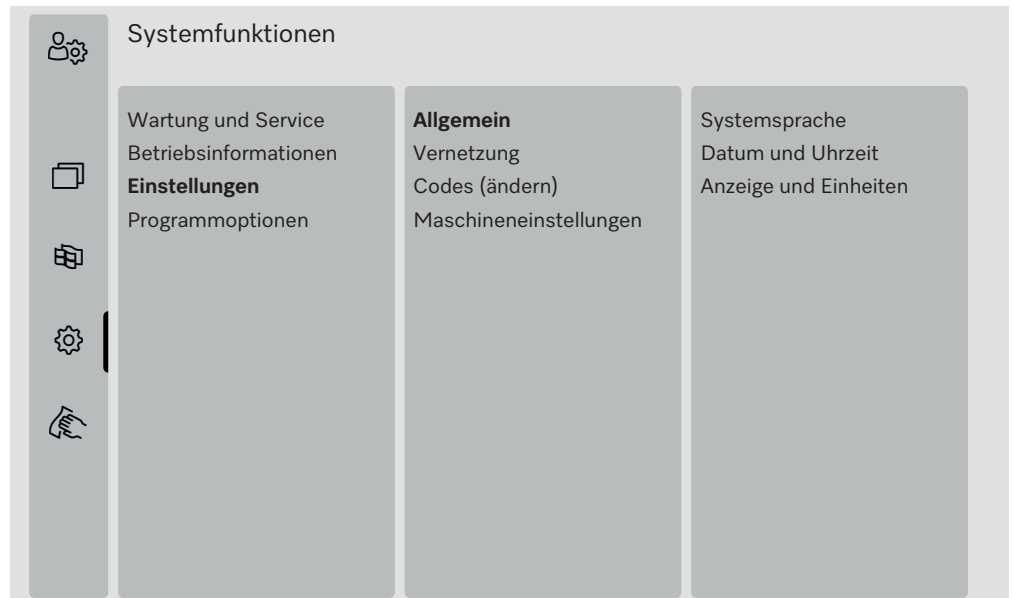 Systemfunktionen
Wartung und Service
Betriebsinformationen
Einstellungen
Programmoptionen
Allgemein
Vernetzung
Codes (ändern)
Maschineneinstellungen
Systemsprache
Datum und Uhrzeit
Anzeige und Einheiten